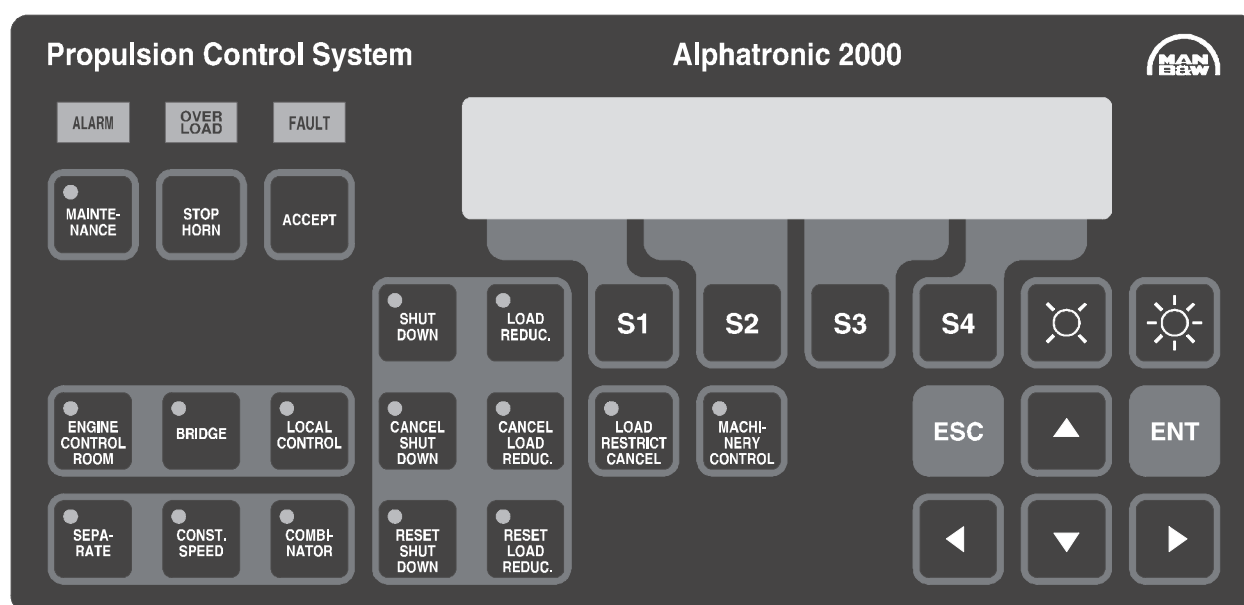 Propulsion Control System
Alphatronic 2000
MAN
B&W
ALARM
OVER
LOAD
FAULT
MAINTE-
NANCE
STOP
HORN
ACCEPT
SHUT
DOWN
LOAD
REDUC.
S1
S2
S3
S4
ENGINE
CONTROL
ROOM
BRIDGE
LOCAL
CONTROL
CANCEL
SHUT
DOWN
CANCEL
LOAD
REDUC.
LOAD
RESTRICT
CANCEL
MACHI-
NERY
CONTROL
ESC
ENT
SEPA-
RATE
CONST.
SPEED
COMBI-
NATOR
RESET
SHUT
DOWN
RESET
LOAD
REDUC.